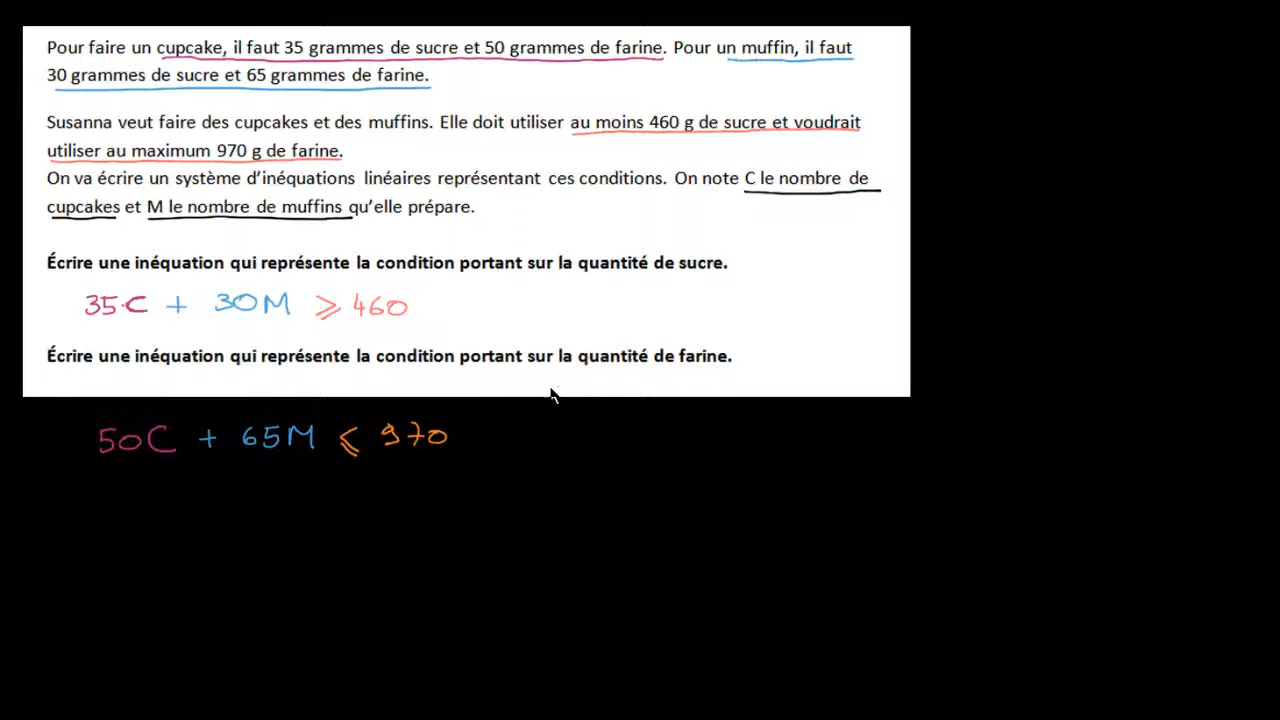 Pour faire un cupcake, il faut 35 grammes de sucre et 50 grammes de farine. Pour un muffin, il faut
30 grammes de sucre et 65 grammes de farine.
Susanna veut faire des cupcakes et des muffins. Elle doit utiliser au moins 460 g de sucre et voudrait
utiliser au maximum 970 g de farine.
On va écrire un système d’inéquations linéaires représentant ces conditions. On note C le nombre de
cupcakes et M le nombre de muffins qu’elle prépare.
Écrire une inéquation qui représente la condition portant sur la quantité de sucre.
35·C + 30M ⩾ 460
Écrire une inéquation qui représente la condition portant sur la quantité de farine.
50C + 65M ⩽ 970